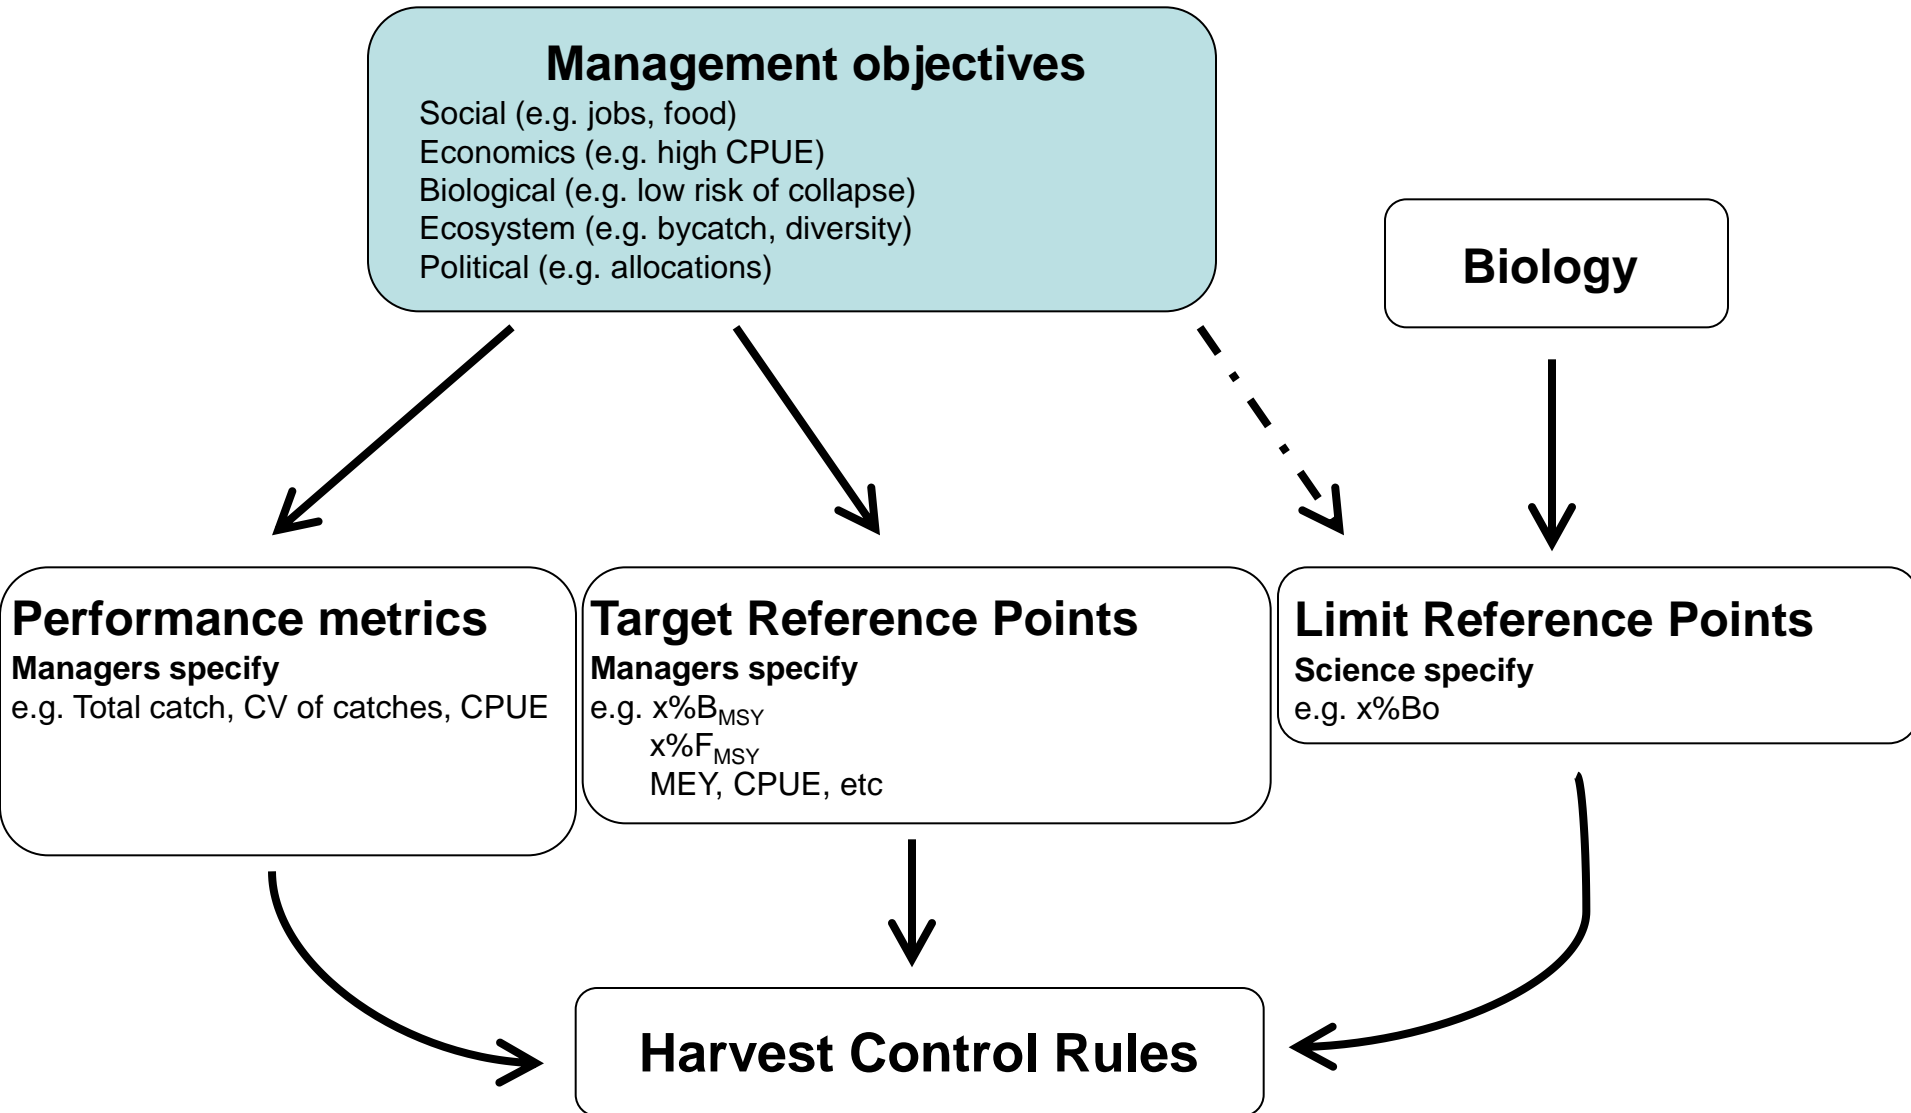 Management objectives
Social (e.g. jobs, food)
Economics (e.g. high CPUE)
Biological (e.g. low risk of collapse)
Ecosystem (e.g. bycatch, diversity)
Political (e.g. allocations)
Biology
Performance metrics
Managers specify
e.g. Total catch, CV of catches, CPUE
Target Reference Points
Managers specify
e.g. x%B_MSY
x%F_MSY
MEY, CPUE, etc
Limit Reference Points
Science specify
e.g. x%Bo
Harvest Control Rules